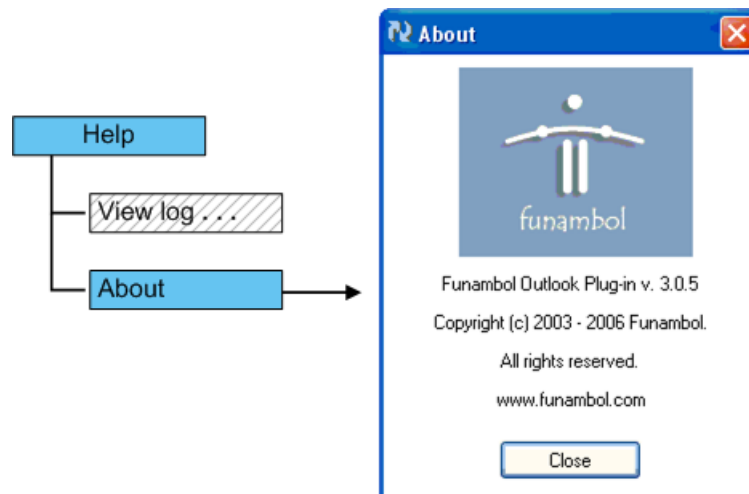 Help
View log . . .
About
About
funambol
Funambol Outlook Plug-in v. 3.0.5
Copyright (c) 2003 - 2006 Funambol.
All rights reserved.
www.funambol.com
Close